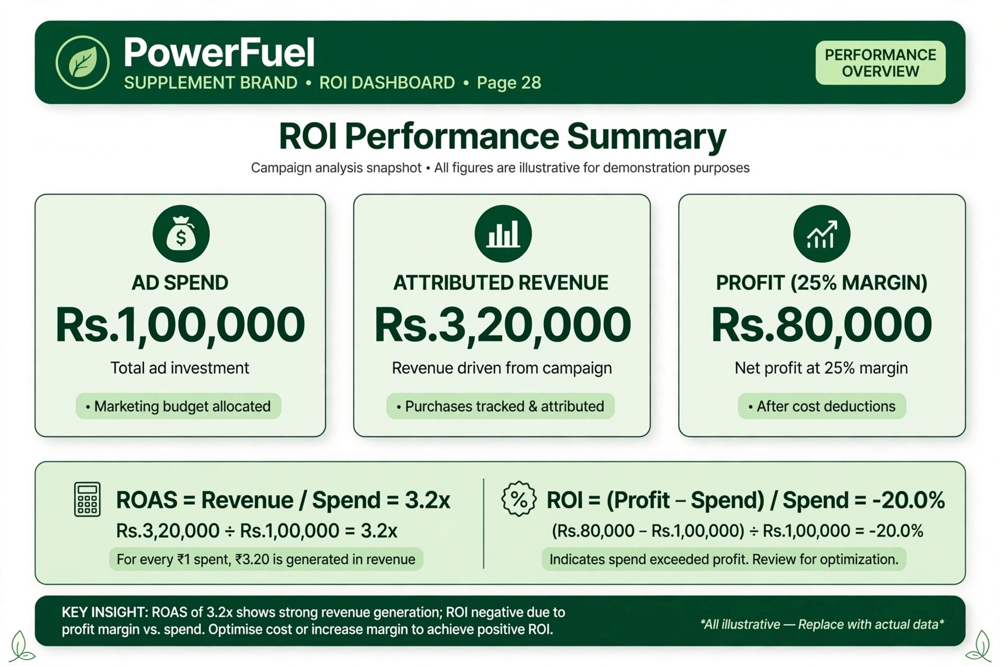 PowerFuel
SUPPLEMENT BRAND • ROI DASHBOARD • Page 28
PERFORMANCE
OVERVIEW
ROI Performance Summary
Campaign analysis snapshot • All figures are illustrative for demonstration purposes
$
AD SPEND
Rs.1,00,000
Total ad investment
• Marketing budget allocated
ATTRIBUTED REVENUE
Rs.3,20,000
Revenue driven from campaign
• Purchases tracked & attributed
PROFIT (25% MARGIN)
Rs.80,000
Net profit at 25% margin
• After cost deductions
ROAS = Revenue / Spend = 3.2x
Rs.3,20,000 ÷ Rs.1,00,000 = 3.2x
For every ₹1 spent, ₹3.20 is generated in revenue
%
ROI = (Profit – Spend) / Spend = -20.0%
(Rs.80,000 – Rs.1,00,000) ÷ Rs.1,00,000 = -20.0%
Indicates spend exceeded profit. Review for optimization.
KEY INSIGHT: ROAS of 3.2x shows strong revenue generation; ROI negative due to
profit margin vs. spend. Optimise cost or increase margin to achieve positive ROI.
*All illustrative — Replace with actual data*